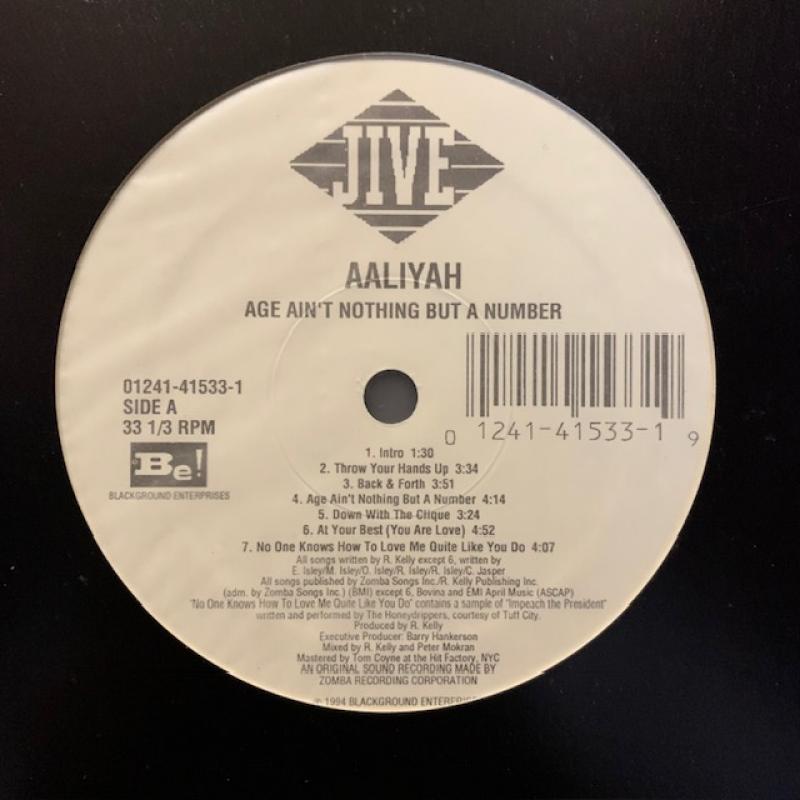 JIVE
AALIYAH
AGE AIN'T NOTHING BUT A NUMBER
01241-41533-1
SIDE A
33 1/3 RPM
Be!
BLACKGROUND ENTERPRISES
0 1241-41533-1 9
1. Intro 1:30
2. Throw Your Hands Up 3:34
3. Back & Forth 3:51
4. Age Ain't Nothing But A Number 4:14
5. Down With The Clique 3:24
6. At Your Best (You Are Love) 4:52
7. No One Knows How To Love Me Quite Like You Do 4:07
All songs written by R. Kelly except 6, written by
E. Isley/M. Isley/O. Isley/R. Isley/R. Isley/C. Jasper
All songs published by Zomba Songs Inc./R. Kelly Publishing Inc.
(adm. by Zomba Songs Inc.) (BMI) except 6, Bovina and EMI April Music (ASCAP)
"No One Knows How To Love Me Quite Like You Do" contains a sample of "Impeach the President"
written and performed by The Honeydrippers, courtesy of Tuff City.
Produced by R. Kelly
Executive Producer: Barry Hankerson
Mixed by R. Kelly and Peter Mokran
Mastered by Tom Coyne at the Hit Factory, NYC
AN ORIGINAL SOUND RECORDING MADE BY
ZOMBA RECORDING CORPORATION
1994 BLACKGROUND ENTERPRISE